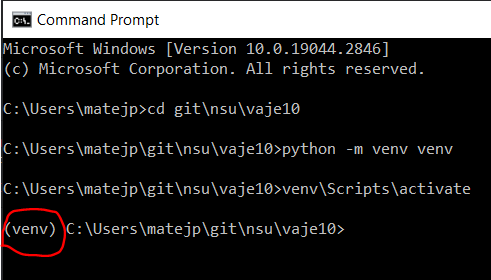 Command Prompt
Microsoft Windows [Version 10.0.19044.2846]
(c) Microsoft Corporation. All rights reserved.
C:\Users\matejp>cd git\nsu\vaje10
C:\Users\matejp\git\nsu\vaje10>python -m venv venv
C:\Users\matejp\git\nsu\vaje10>venv\Scripts\activate
(venv) C:\Users\matejp\git\nsu\vaje10>